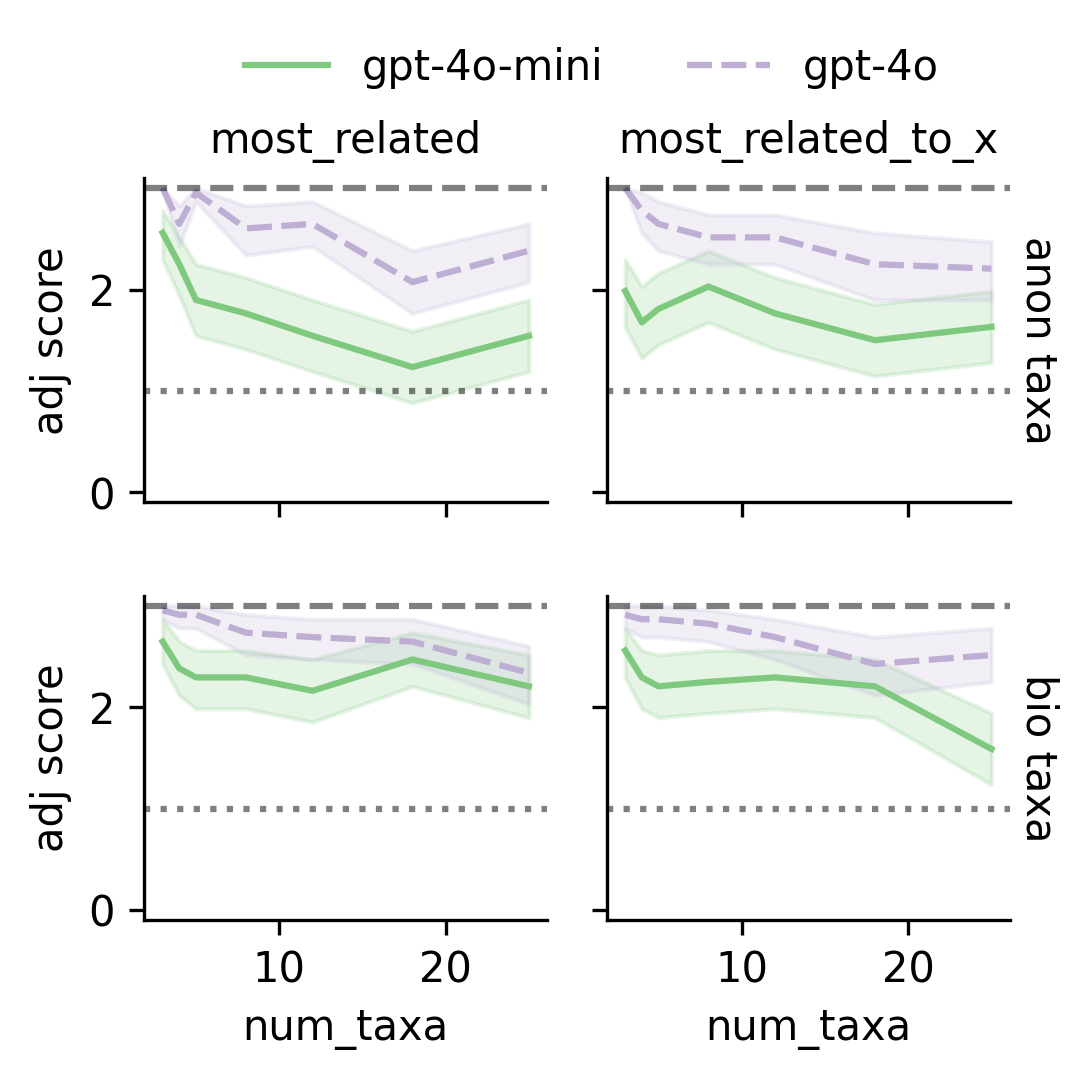 gpt-4o-mini gpt-4o
most_related most_related_to_x
adj score
2
0
anon taxa
adj score
2
0
bio taxa
10 20 10 20
num_taxa num_taxa